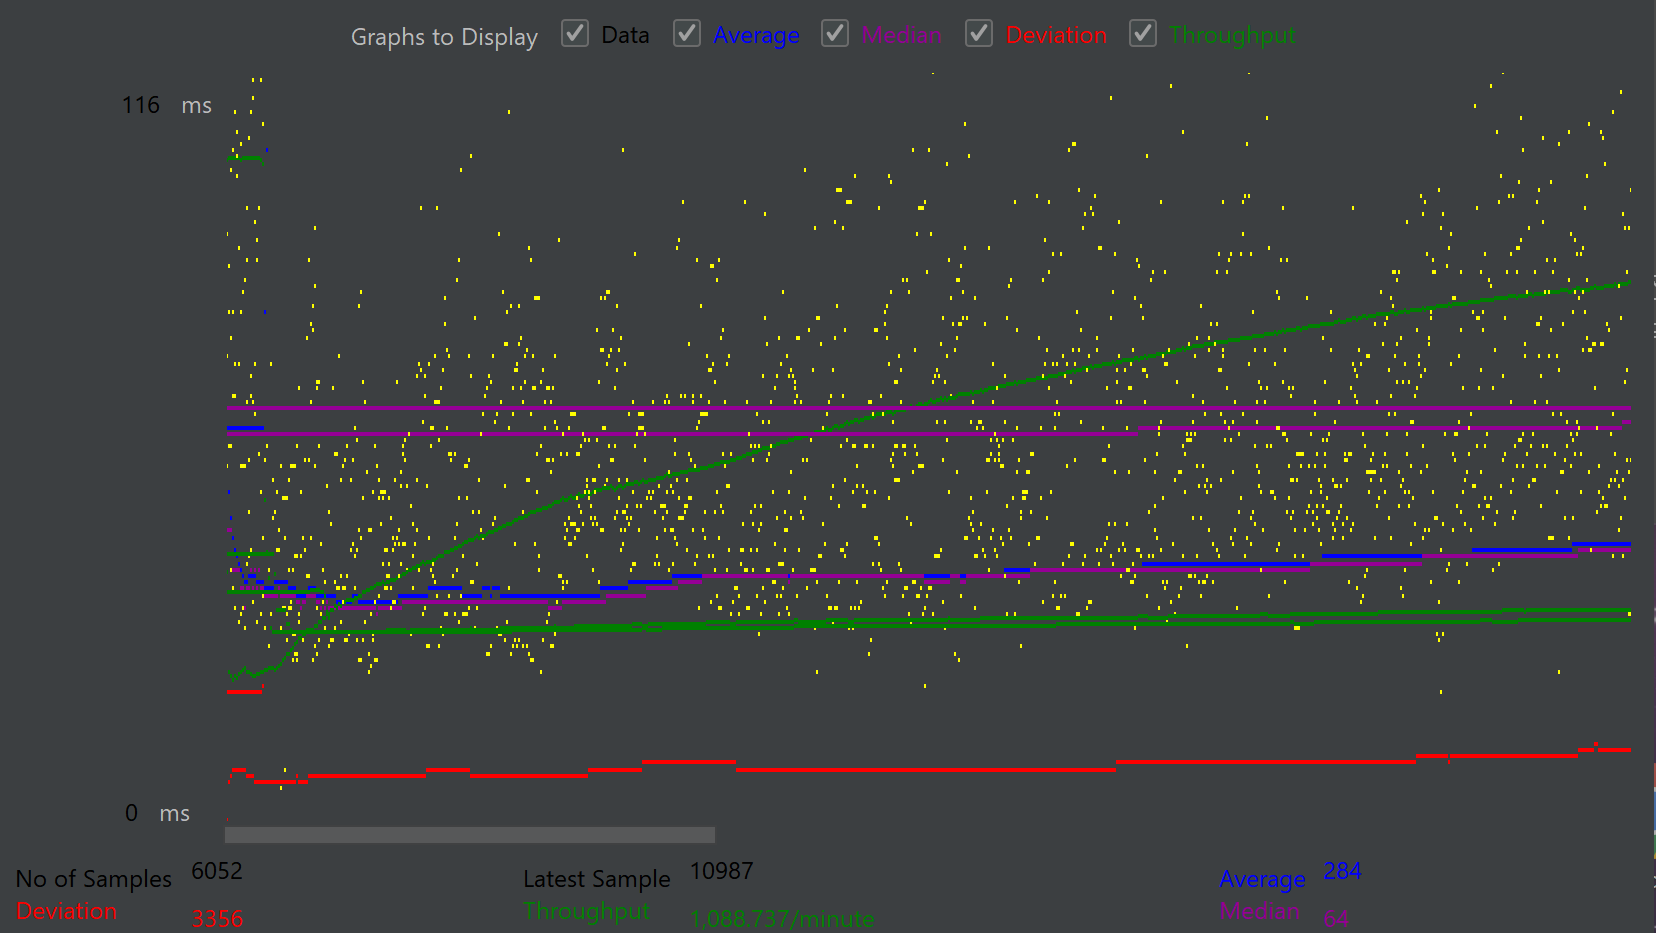 Graphs to Display Data Average Median Deviation Throughput
116 ms
0 ms
No of Samples 6052 Latest Sample 10987 Average 284
Deviation 3356 Throughput 1,088.737/minute Median 64